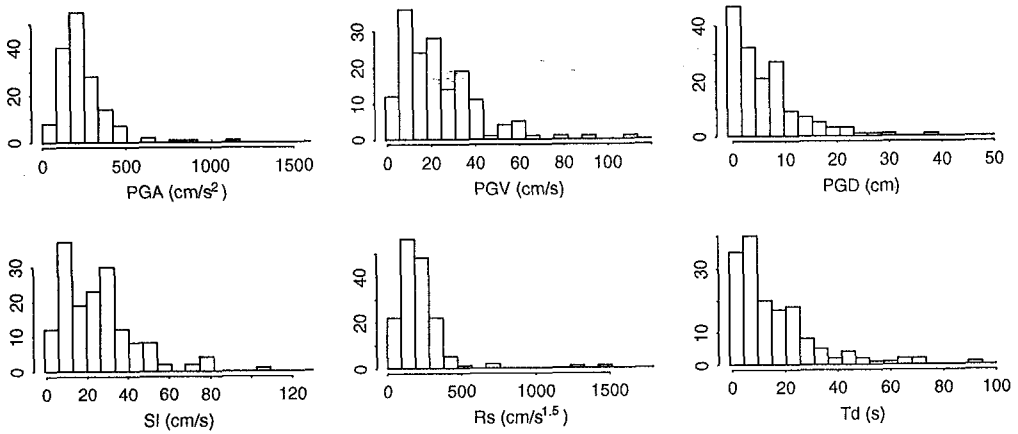 0 20 40
0 500 1000 1500
PGA (cm/s²)
0 10 20 30
0 20 40 60 80 100
PGV (cm/s)
0 20 40
0 10 20 30 40 50
PGD (cm)
0 10 20 30
0 20 40 60 80 120
SI (cm/s)
0 20 40
0 500 1000 1500
Rs (cm/s^1.5)
0 10 30
0 20 40 60 80 100
Td (s)